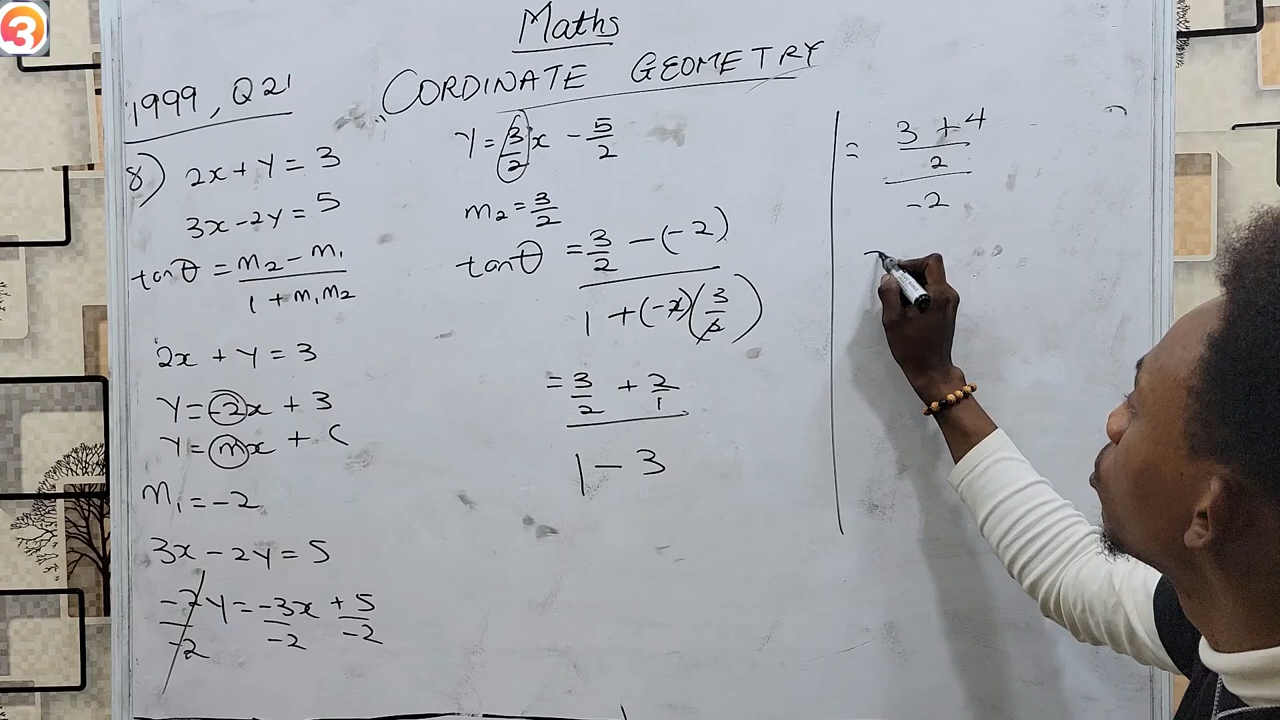 3
Maths
CORDINATE GEOMETRY
1999, Q21
8) 2x + y = 3
3x - 2y = 5
tanθ = m2 - m1
1 + m1m2
2x + y = 3
y = -2x + 3
y = mx + c
m1 = -2
3x - 2y = 5
-2y = -3x + 5
-2 -2 -2
y = 3/2 x - 5/2
m2 = 3/2
tanθ = 3/2 - (-2)
1 + (-2)(3/2)
= 3/2 + 2/1
1 - 3
= 3 + 4
2
-2